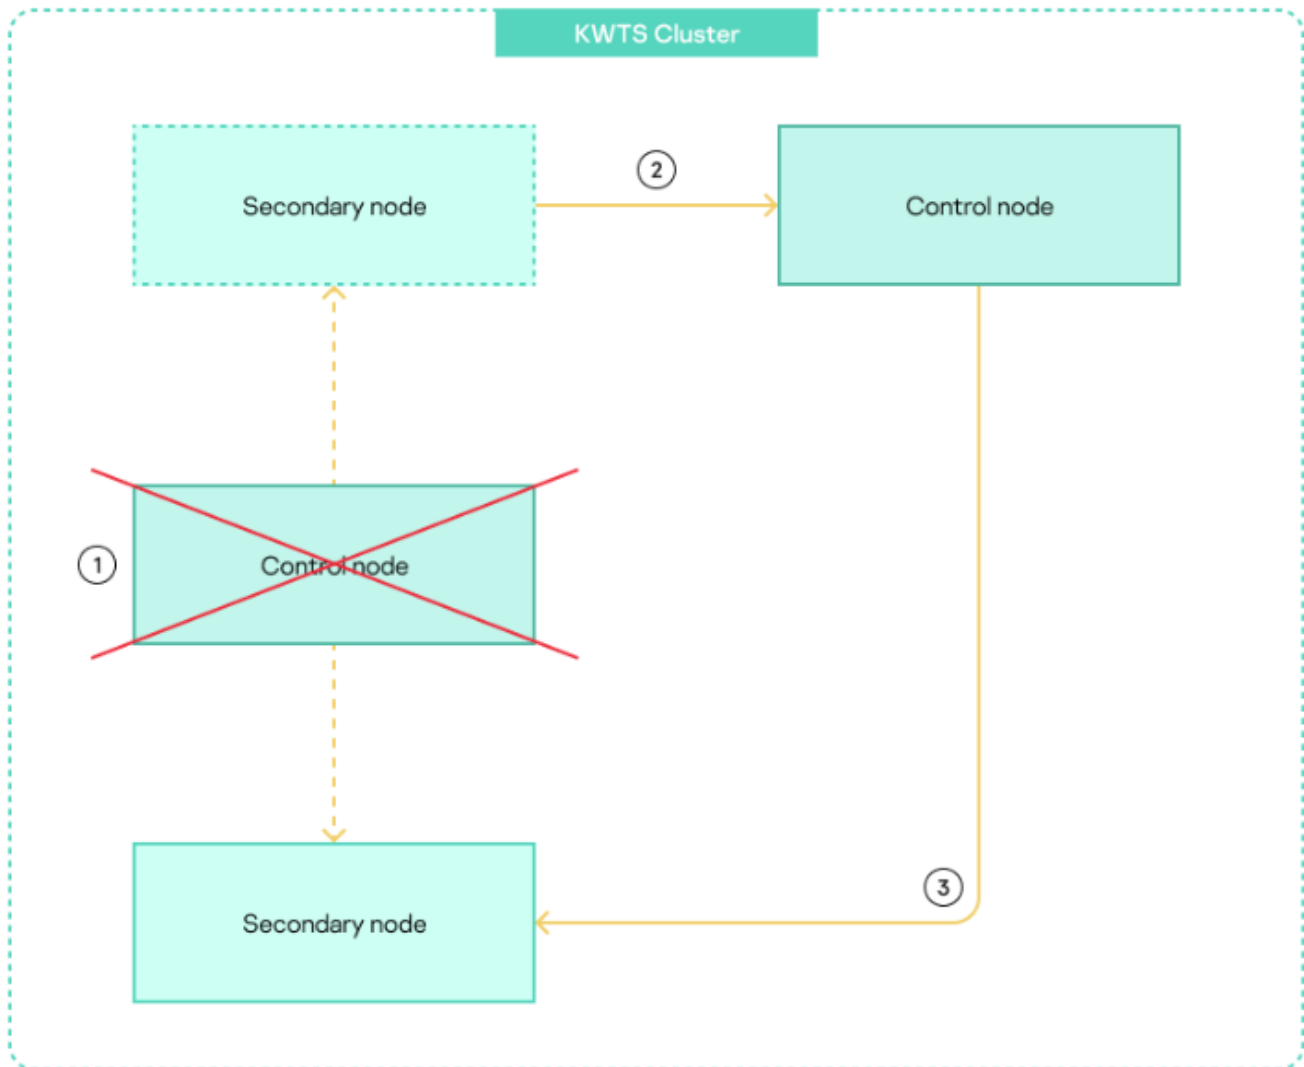 KWTS Cluster
Secondary node
2
Control node
1
Control node
3
Secondary node